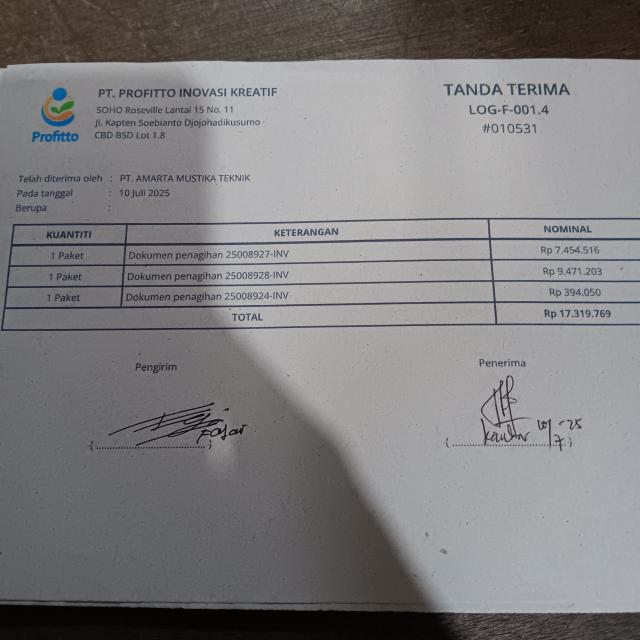 PT. PROFITTO INOVASI KREATIF
SOHO Roseville Lantai 15 No. 11
Jl. Kapten Soebianto Djojohadikusumo
CBD BSD Lot 1.8
Profitto
TANDA TERIMA
LOG-F-001.4
#010531
Telah diterima oleh : PT. AMARTA MUSTIKA TEKNIK
Pada tanggal : 10 Juli 2025
Berupa :
KUANTITI KETERANGAN NOMINAL
1 Paket Dokumen penagihan 25008927-INV Rp 7.454.516
1 Paket Dokumen penagihan 25008928-INV Rp 9.471.203
1 Paket Dokumen penagihan 25008924-INV Rp 394.050
TOTAL Rp 17.319.769
Pengirim Penerima
Fajar